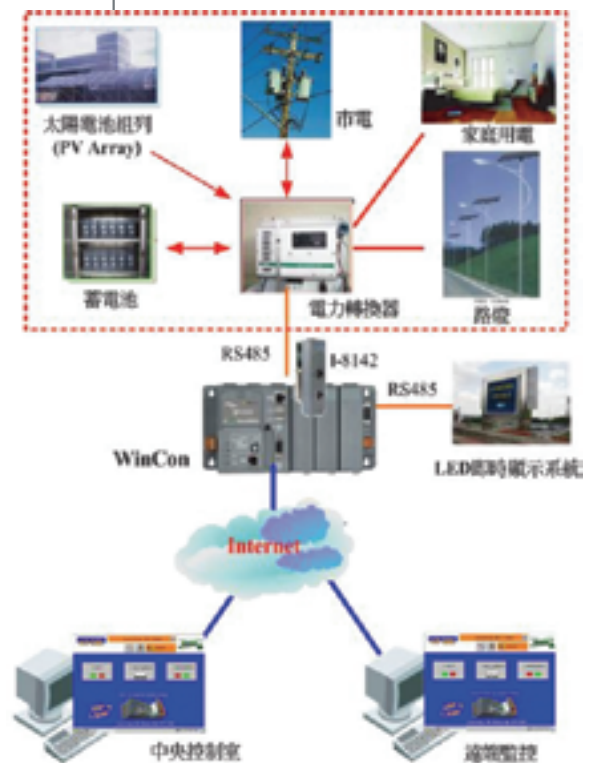 太陽電池組列
(PV Array)
市電
家庭用電
蓄電池
電力轉換器
路燈
RS485
I-8142
RS485
WinCon
LED即時顯示系統
Internet
中央控制室
遠端監控